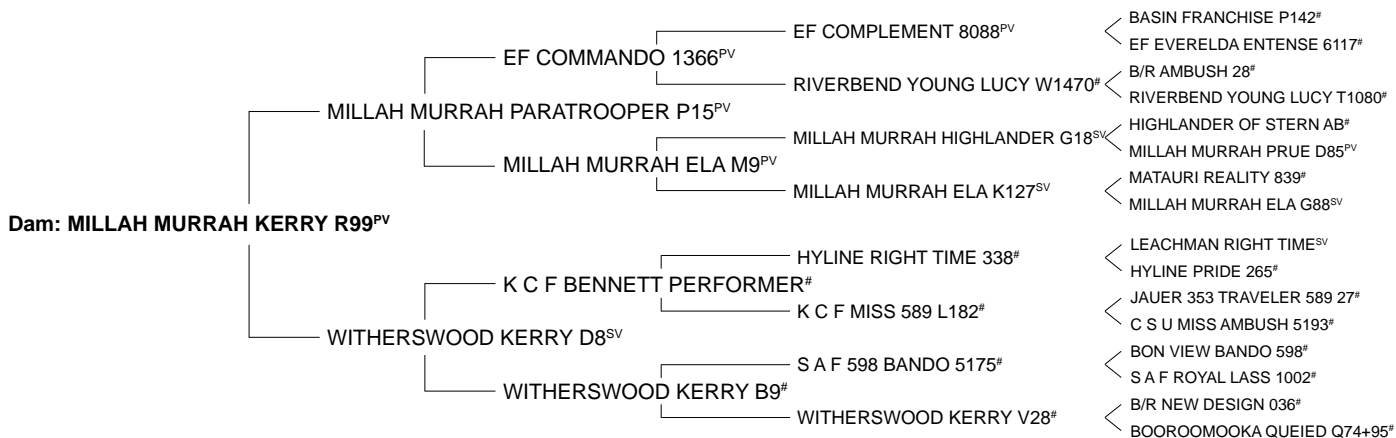 BASIN FRANCHISE P142#
EF COMPLEMENT 8088PV
EF EVERELDA ENTENSE 6117#
EF COMMANDO 1366PV
B/R AMBUSH 28#
RIVERBEND YOUNG LUCY W1470#
RIVERBEND YOUNG LUCY T1080#
MILLAH MURRAH PARATROOPER P15PV
HIGHLANDER OF STERN AB#
MILLAH MURRAH HIGHLANDER G18SV
MILLAH MURRAH PRUE D85PV
MILLAH MURRAH ELA M9PV
MATAURI REALITY 839#
MILLAH MURRAH ELA K127SV
MILLAH MURRAH ELA G88SV
Dam: MILLAH MURRAH KERRY R99PV
LEACHMAN RIGHT TIMESV
HYLINE RIGHT TIME 338#
HYLINE PRIDE 265#
K C F BENNETT PERFORMER#
JAUER 353 TRAVELER 589 27#
K C F MISS 589 L182#
C S U MISS AMBUSH 5193#
WITHERSWOOD KERRY D8SV
BON VIEW BANDO 598#
S A F 598 BANDO 5175#
S A F ROYAL LASS 1002#
WITHERSWOOD KERRY B9#
B/R NEW DESIGN 036#
WITHERSWOOD KERRY V28#
BOOROOMOOKA QUEIED Q74+95#